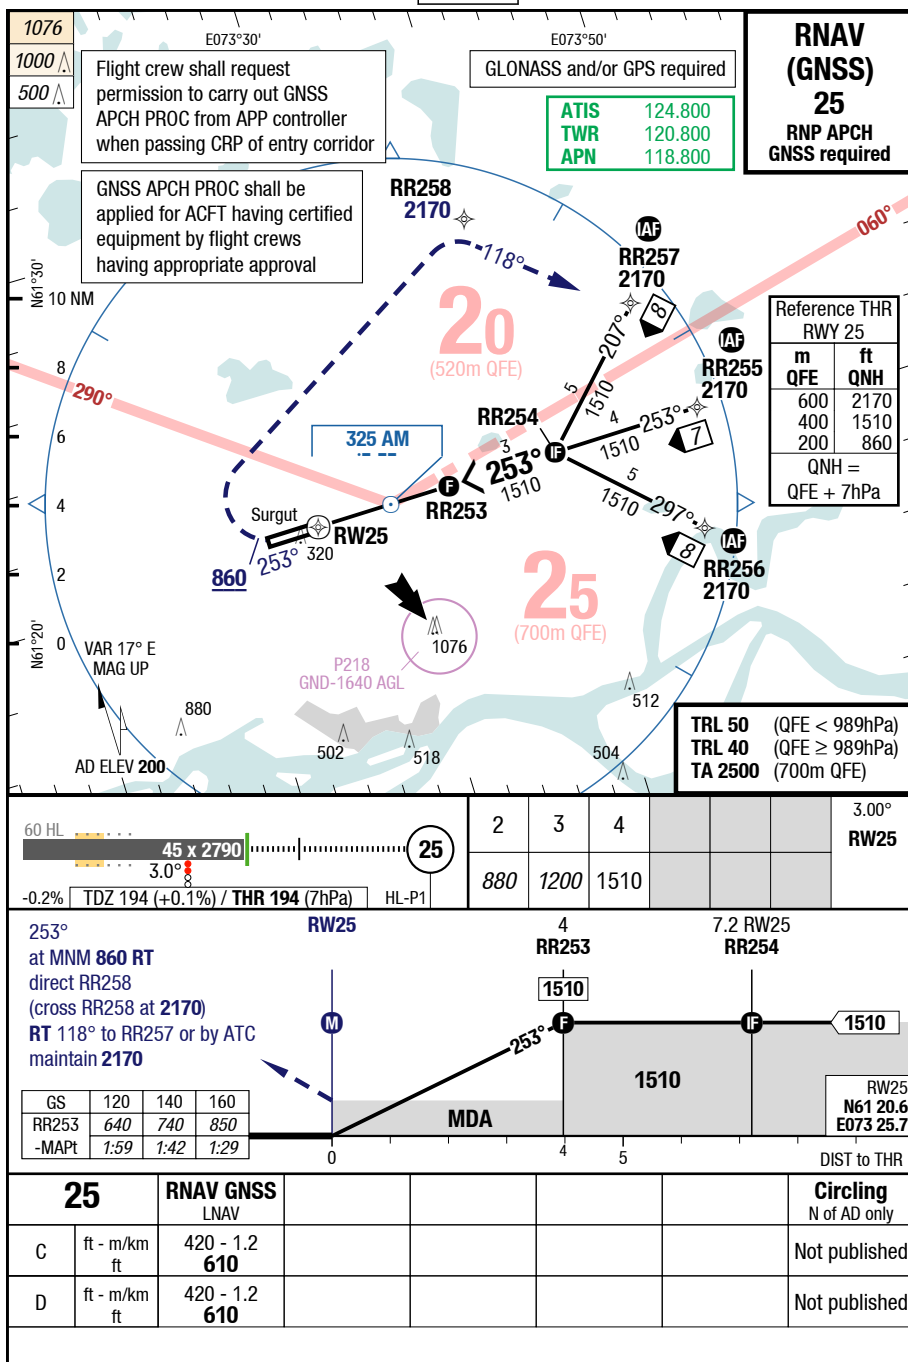 1076
1000
500
E073°30'
E073°50'
Flight crew shall request
permission to carry out GNSS
APCH PROC from APP controller
when passing CRP of entry corridor
GNSS APCH PROC shall be
applied for ACFT having certified
equipment by flight crews
having appropriate approval
GLONASS and/or GPS required
ATIS 124.800
TWR 120.800
APN 118.800
RNAV
(GNSS)
25
RNP APCH
GNSS required
RR258
2170
118°
060°
IAF
RR257
2170
8
207°
5
1510
N61°30'
10 NM
8
6
4
2
0
N61°20'
20
(520m QFE)
290°
325 AM
RR254
IF
3
253°
1510
4
253°
1510
7
IAF
RR255
2170
5
1510
297°
8
IAF
RR256
2170
Reference THR
RWY 25
m ft
QFE QNH
600 2170
400 1510
200 860
QNH =
QFE + 7hPa
F
RR253
Surgut
RW25
320
253°
860
25
(700m QFE)
1076
P218
GND-1640 AGL
VAR 17° E
MAG UP
AD ELEV 200
880
502
518
512
504
TRL 50 (QFE < 989hPa)
TRL 40 (QFE ≥ 989hPa)
TA 2500 (700m QFE)
60 HL
45 x 2790
25
3.0°
-0.2% TDZ 194 (+0.1%) / THR 194 (7hPa) HL-P1
2 3 4 3.00°
RW25
880 1200 1510
253°
at MNM 860 RT
direct RR258
(cross RR258 at 2170)
RT 118° to RR257 or by ATC
maintain 2170
RW25
M
4
RR253
1510
F
253°
7.2 RW25
RR254
IF
1510
1510
MDA
RW25
N61 20.6
E073 25.7
0 4 5 DIST to THR
GS 120 140 160
RR253 640 740 850
-MAPt 1:59 1:42 1:29
25 RNAV GNSS Circling
LNAV N of AD only
C ft - m/km 420 - 1.2 Not published
ft 610
D ft - m/km 420 - 1.2 Not published
ft 610